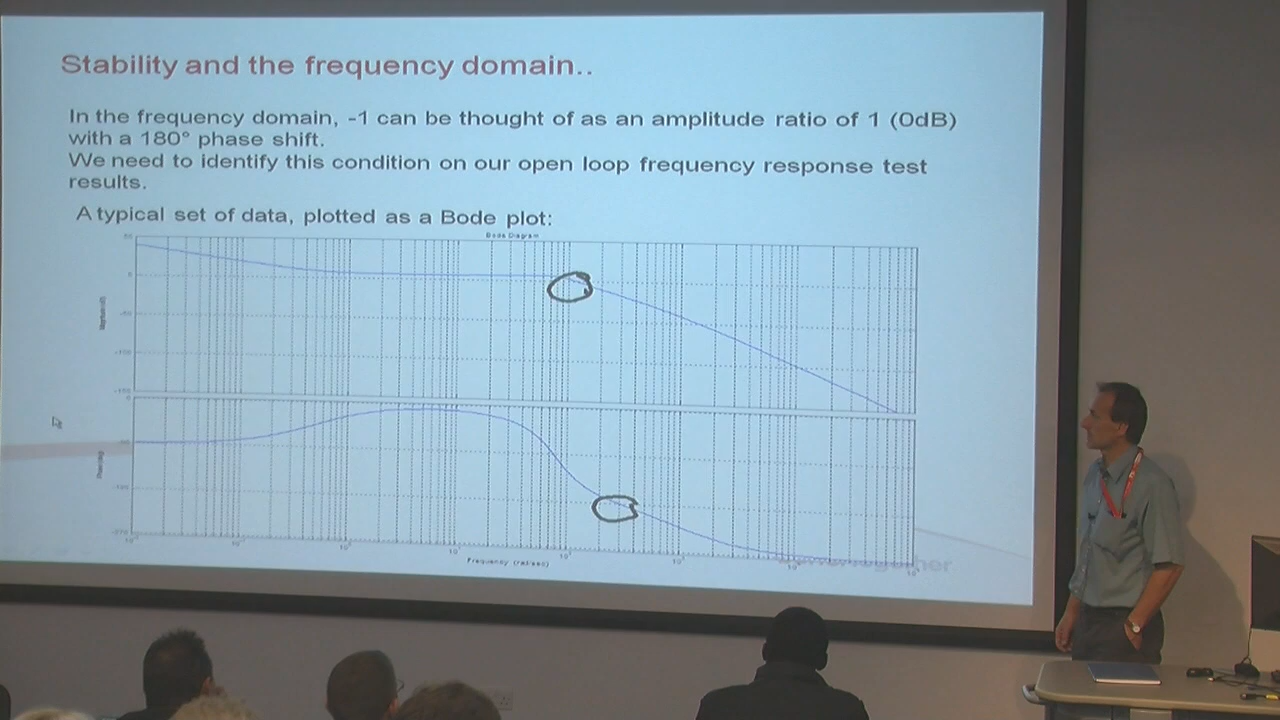 Stability and the frequency domain..
In the frequency domain, -1 can be thought of as an amplitude ratio of 1 (0dB)
with a 180° phase shift.
We need to identify this condition on our open loop frequency response test
results.
A typical set of data, plotted as a Bode plot:
Bode Diagram
Frequency (rad/sec)